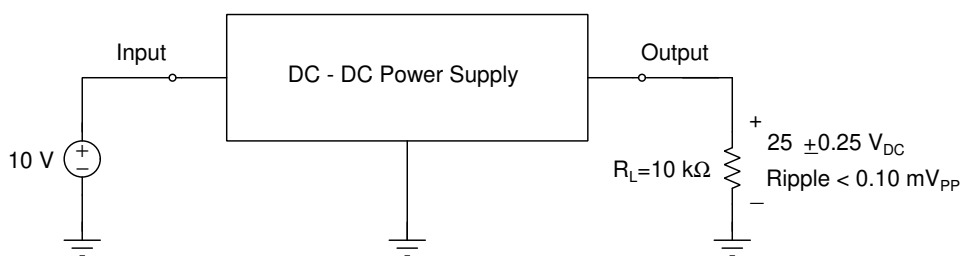 Input
DC - DC Power Supply
Output
10 V
+
−
R_L=10 kΩ
+
25 ±0.25 V_DC
Ripple < 0.10 mV_PP
−